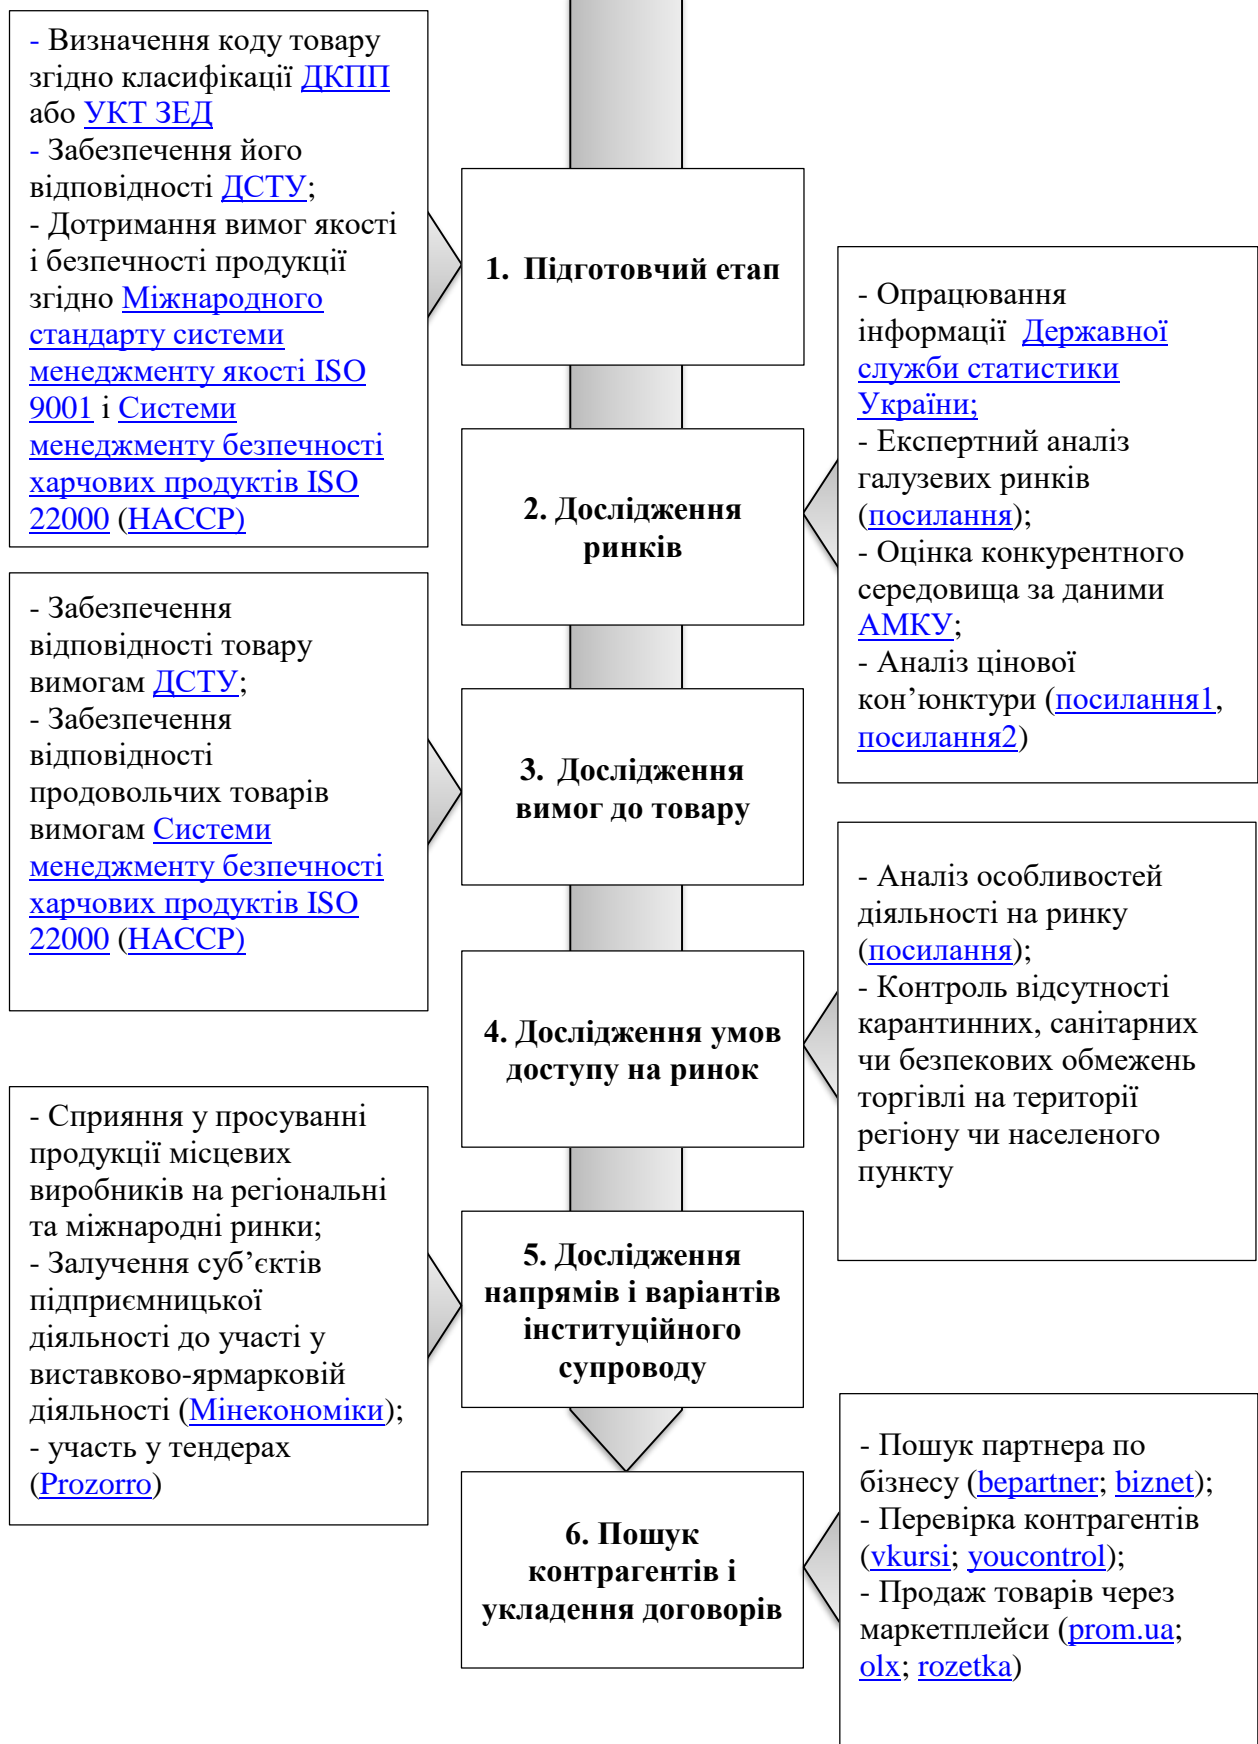 - Визначення коду товару
згідно класифікації ДКПП
або УКТ ЗЕД
- Забезпечення його
відповідності ДСТУ;
- Дотримання вимог якості
і безпечності продукції
згідно Міжнародного
стандарту системи
менеджменту якості ISO
9001 і Системи
менеджменту безпечності
харчових продуктів ISO
22000 (HACCP)
1. Підготовчий етап
- Опрацювання
інформації Державної
служби статистики
України;
- Експертний аналіз
галузевих ринків
(посилання);
- Оцінка конкурентного
середовища за даними
АМКУ;
- Аналіз цінової
кон’юнктури (посилання1,
посилання2)
2. Дослідження
ринків
- Забезпечення
відповідності товару
вимогам ДСТУ;
- Забезпечення
відповідності
продовольчих товарів
вимогам Системи
менеджменту безпечності
харчових продуктів ISO
22000 (HACCP)
3. Дослідження
вимог до товару
- Аналіз особливостей
діяльності на ринку
(посилання);
- Контроль відсутності
карантинних, санітарних
чи безпекових обмежень
торгівлі на території
регіону чи населеного
пункту
4. Дослідження умов
доступу на ринок
- Сприяння у просуванні
продукції місцевих
виробників на регіональні
та міжнародні ринки;
- Залучення суб’єктів
підприємницької
діяльності до участі у
виставково-ярмарковій
діяльності (Мінекономіки);
- участь у тендерах
(Prozorro)
5. Дослідження
напрямів і варіантів
інституційного
супроводу
6. Пошук
контрагентів і
укладення договорів
- Пошук партнера по
бізнесу (bepartner; biznet);
- Перевірка контрагентів
(vkursi; youcontrol);
- Продаж товарів через
маркетплейси (prom.ua;
olx; rozetka)